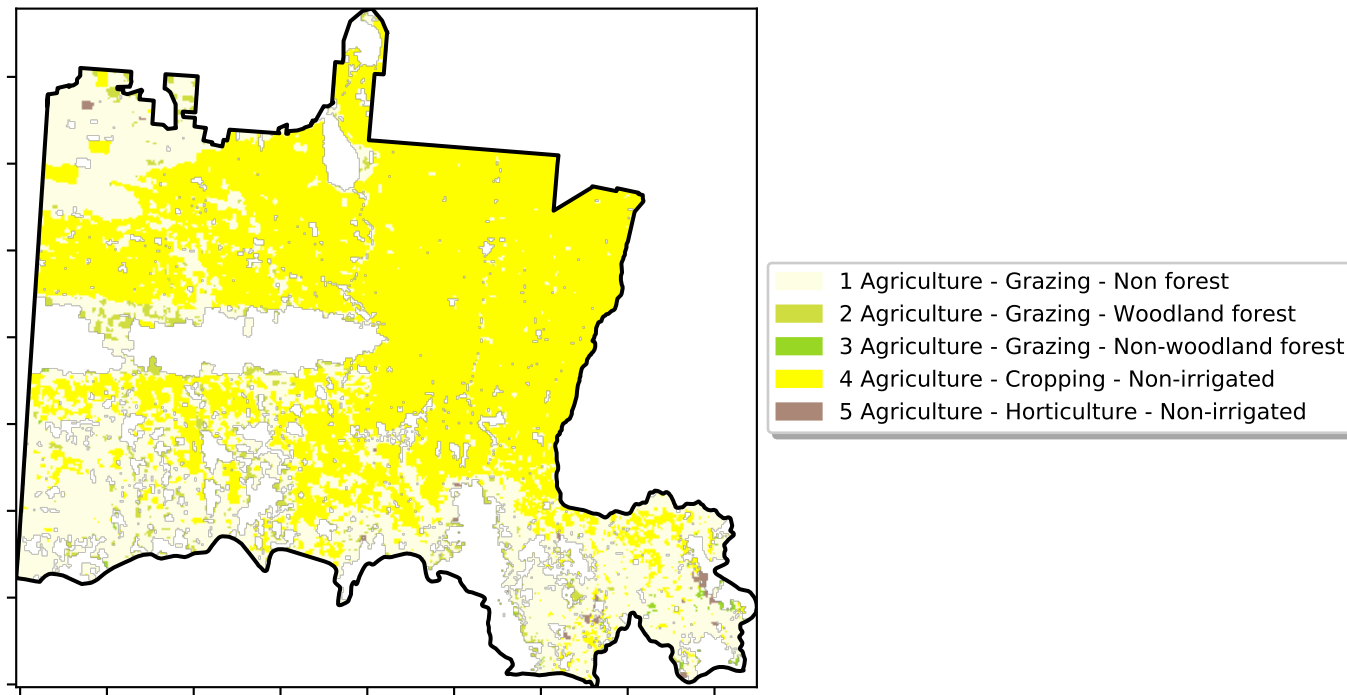 1 Agriculture - Grazing - Non forest
2 Agriculture - Grazing - Woodland forest
3 Agriculture - Grazing - Non-woodland forest
4 Agriculture - Cropping - Non-irrigated
5 Agriculture - Horticulture - Non-irrigated